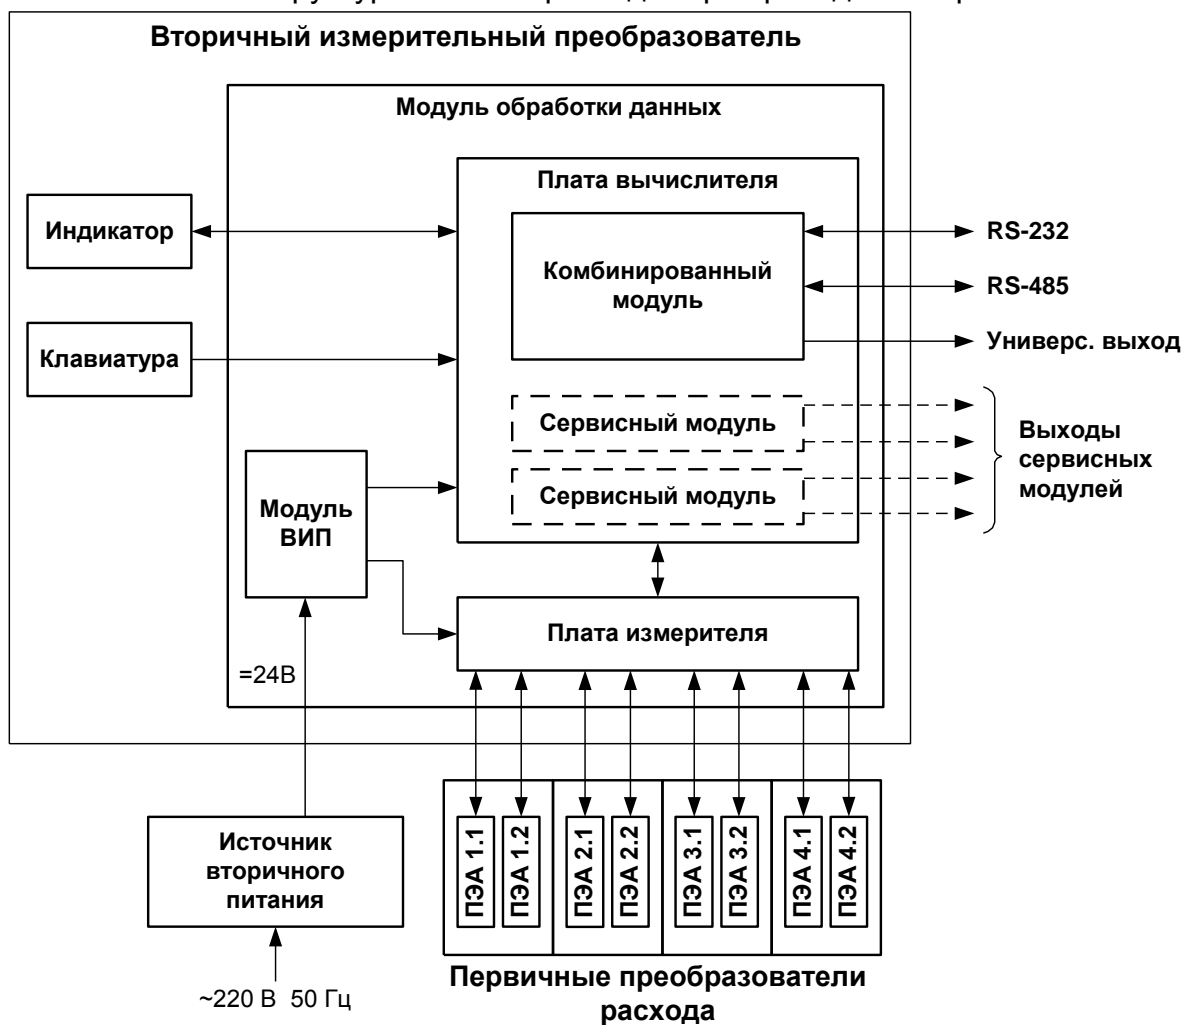 Вторичный измерительный преобразователь
Модуль обработки данных
Плата вычислителя
Индикатор
Комбинированный
модуль
RS-232
RS-485
Универс. выход
Клавиатура
Сервисный модуль
Сервисный модуль
Выходы
сервисных
модулей
Модуль
ВИП
Плата измерителя
=24В
Источник
вторичного
питания
ПЭА 1.1
ПЭА 1.2
ПЭА 2.1
ПЭА 2.2
ПЭА 3.1
ПЭА 3.2
ПЭА 4.1
ПЭА 4.2
Первичные преобразователи
расхода
~220 В 50 Гц